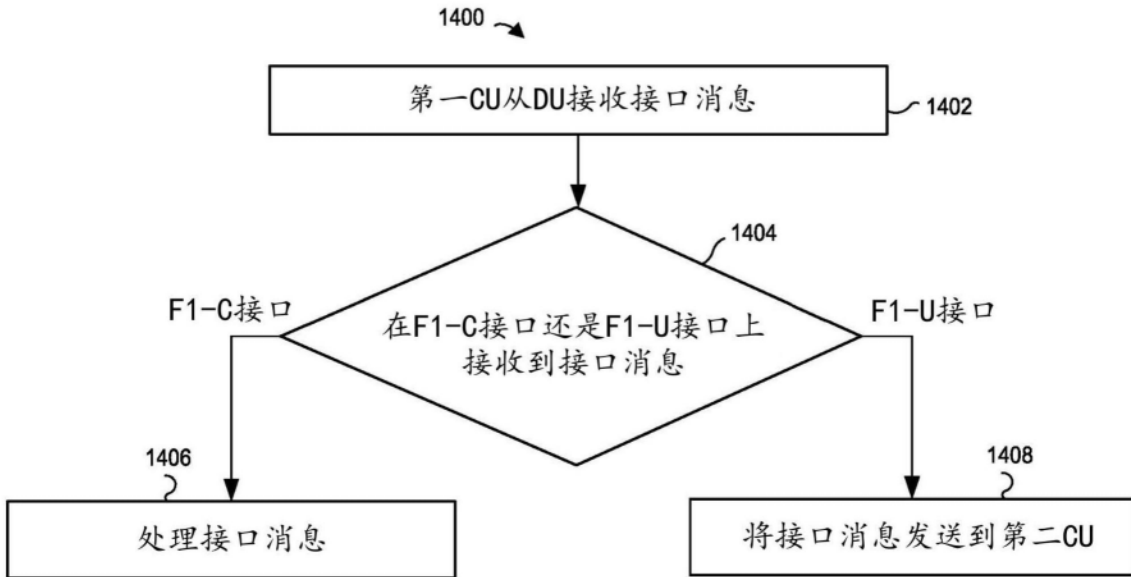 1400
第一CU从DU接收接口消息
1402
1404
F1-C接口
在F1-C接口还是F1-U接口上
接收到接口消息
F1-U接口
1406
处理接口消息
1408
将接口消息发送到第二CU